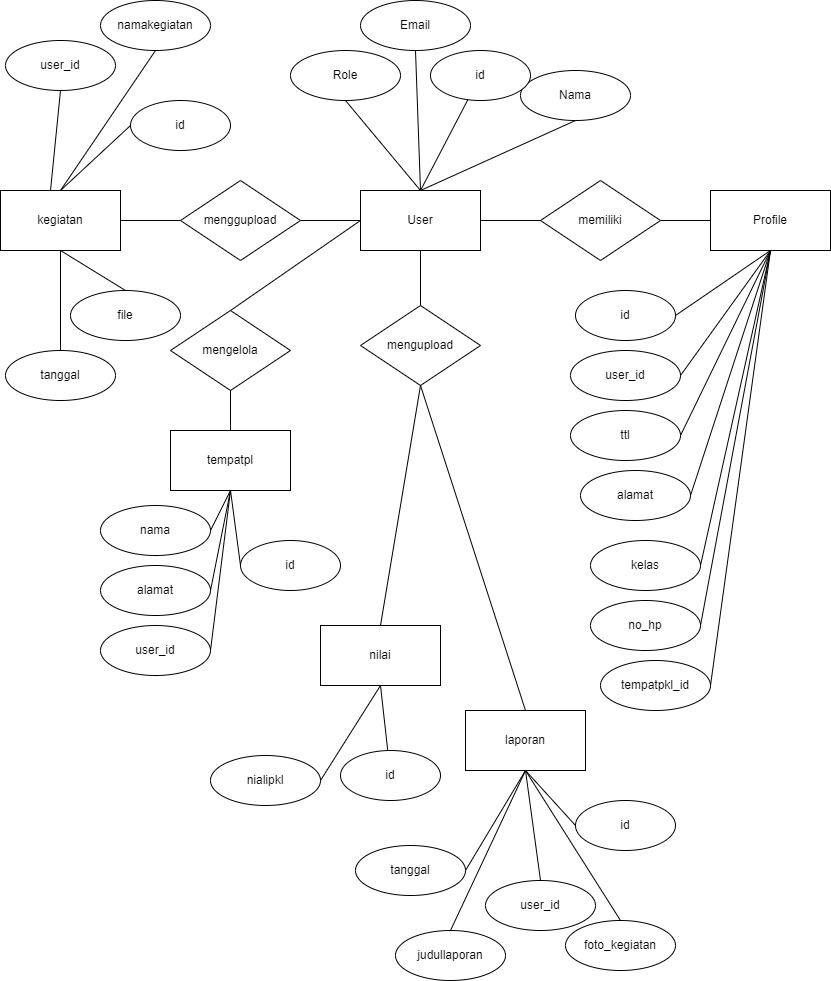 namakegiatan
Email
user_id
Role
id
Nama
id
kegiatan
menggupload
User
memiliki
Profile
file
id
mengelola
mengupload
tanggal
user_id
ttl
tempatpl
alamat
nama
id
kelas
alamat
no_hp
user_id
nilai
tempatpkl_id
laporan
nialipkl
id
id
tanggal
user_id
foto_kegiatan
judullaporan